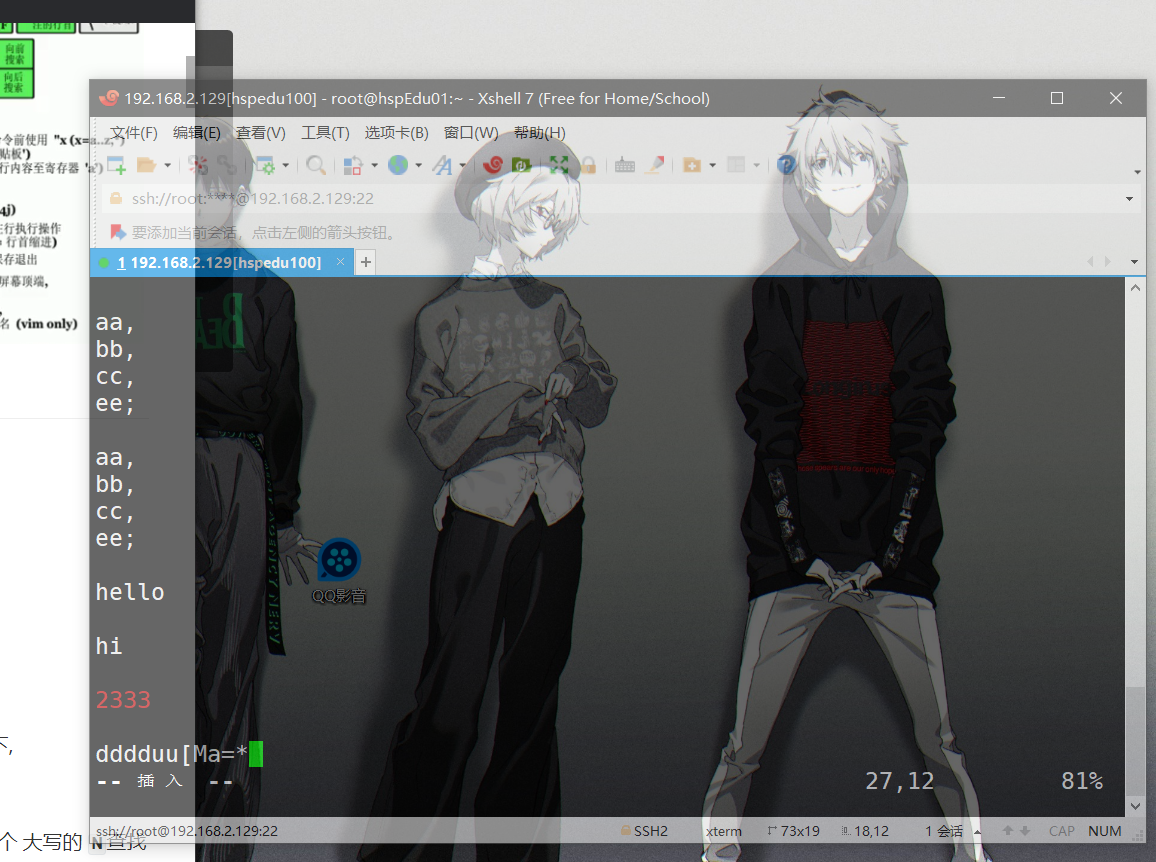 向前
搜索
向后
搜索
令前使用 "x (x=a..z,*)
贴板')
行内容至寄存器 'a')
4j)
行执行操作
行首缩进)
保存退出
屏幕顶端,
名 (vim only)
192.168.2.129[hspedu100] - root@hspEdu01:~ - Xshell 7 (Free for Home/School)
文件(F) 编辑(E) 查看(V) 工具(T) 选项卡(B) 窗口(W) 帮助(H)
ssh://root:****@192.168.2.129:22
要添加当前会话，点击左侧的箭头按钮。
1 192.168.2.129[hspedu100]
aa,
bb,
cc,
ee;
aa,
bb,
cc,
ee;
hello
QQ影音
hi
2333
dddduu[Ma=*
-- 插入 --
27,12
81%
ssh://root@192.168.2.129:22
SSH2
xterm
73x19
18,12
1 会话
CAP
NUM
个 大写的 N 查找